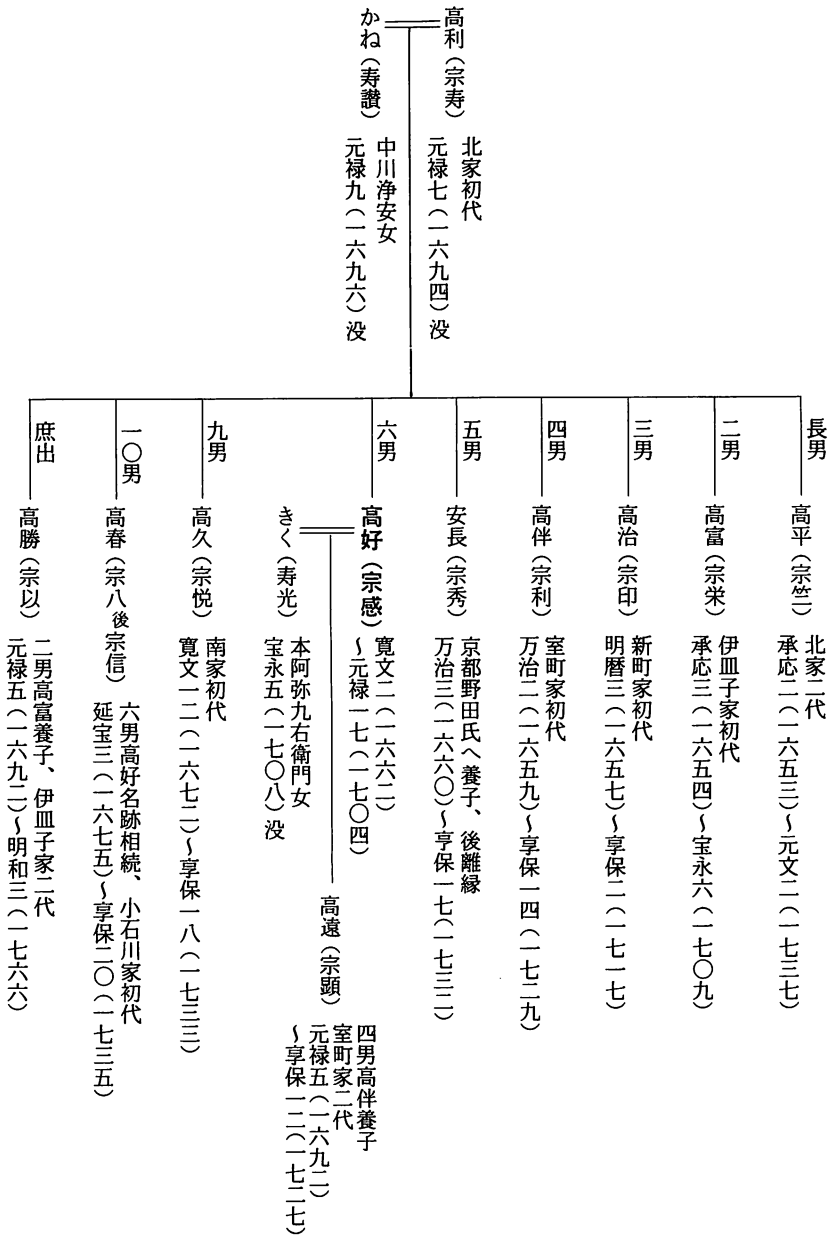 高利（宗寿）
北家初代
元禄七（一六九四）没
かね（寿讃）
中川浄安女
元禄九（一六九六）没
長男
高平（宗竺）
北家二代
承応二（一六五三）〜元文二（一七三七）
二男
高富（宗栄）
伊皿子家初代
承応三（一六五四）〜宝永六（一七〇九）
三男
高治（宗印）
新町家初代
明暦三（一六五七）〜享保二（一七一七）
四男
高伴（宗利）
室町家初代
万治二（一六五九）〜享保一四（一七二九）
五男
安長（宗秀）
京都野田氏へ養子、後離縁
万治三（一六六〇）〜享保一七（一七三二）
六男
高好（宗感）
寛文二（一六六二）
〜元禄一七（一七〇四）
きく（寿光）
本阿弥九右衛門女
宝永五（一七〇八）没
高遠（宗顕）
四男高伴養子
室町家二代
元禄五（一六九二）
〜享保一二（一七二七）
九男
高久（宗悦）
南家初代
寛文一二（一六七二）〜享保一八（一七三三）
一〇男
高春（宗八後宗信）
六男高好名跡相続、小石川家初代
延宝三（一六七五）〜享保二〇（一七三五）
庶出
高勝（宗以）
二男高富養子、伊皿子家二代
元禄五（一六九二）〜明和三（一七六六）